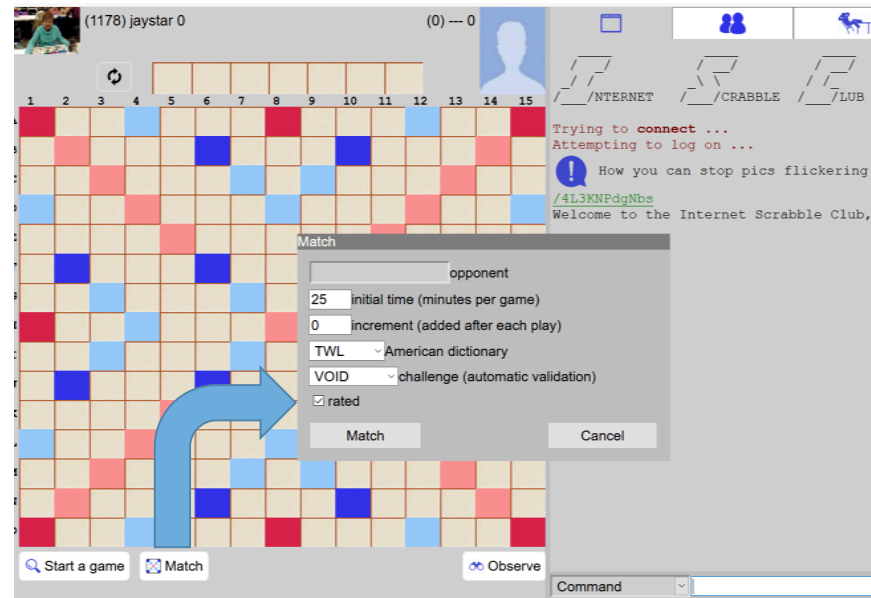 (1178) jaystar 0
(0) --- 0
1 2 3 4 5 6 7 8 9 10 11 12 13 14 15
/NTERNET /CRABBLE /LUB
Trying to connect ...
Attempting to log on ...
How you can stop pics flickering
/4L3KNPdgNbs
Welcome to the Internet Scrabble Club,
Match
opponent
25 initial time (minutes per game)
0 increment (added after each play)
TWL American dictionary
VOID challenge (automatic validation)
rated
Match Cancel
Start a game Match Observe
Command